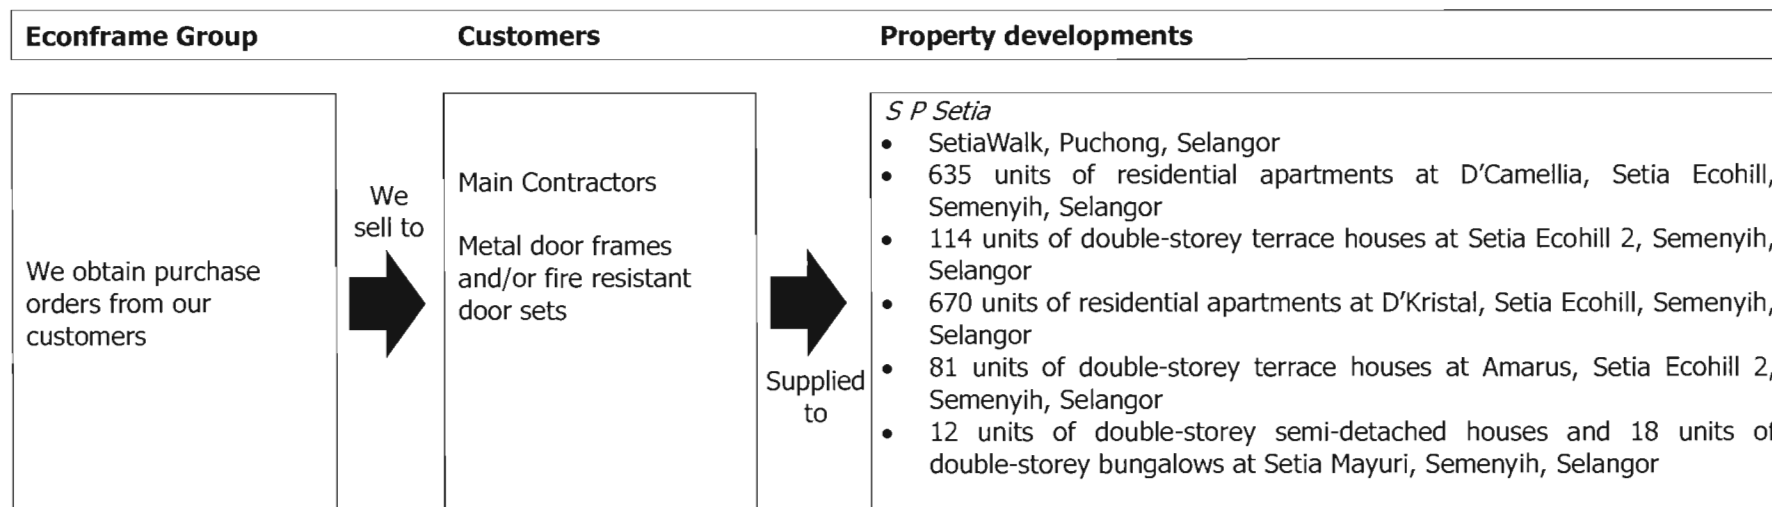 Econframe Group
Customers
Property developments
We obtain purchase
orders from our
customers
We
sell to
Main Contractors
Metal door frames
and/or fire resistant
door sets
Supplied
to
S P Setia
• SetiaWalk, Puchong, Selangor
• 635 units of residential apartments at D'Camellia, Setia Ecohill,
Semenyih, Selangor
• 114 units of double-storey terrace houses at Setia Ecohill 2, Semenyih,
Selangor
• 670 units of residential apartments at D'Kristal, Setia Ecohill, Semenyih,
Selangor
• 81 units of double-storey terrace houses at Amarus, Setia Ecohill 2,
Semenyih, Selangor
• 12 units of double-storey semi-detached houses and 18 units of
double-storey bungalows at Setia Mayuri, Semenyih, Selangor